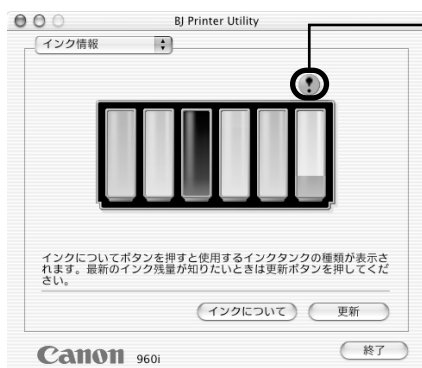 BJ Printer Utility
インク情報
!
インクについてボタンを押すと使用するインクタンクの種類が表示さ
れます。最新のインク残量が知りたいときは更新ボタンを押してくだ
さい。
インクについて 更新
Canon 960i 終了